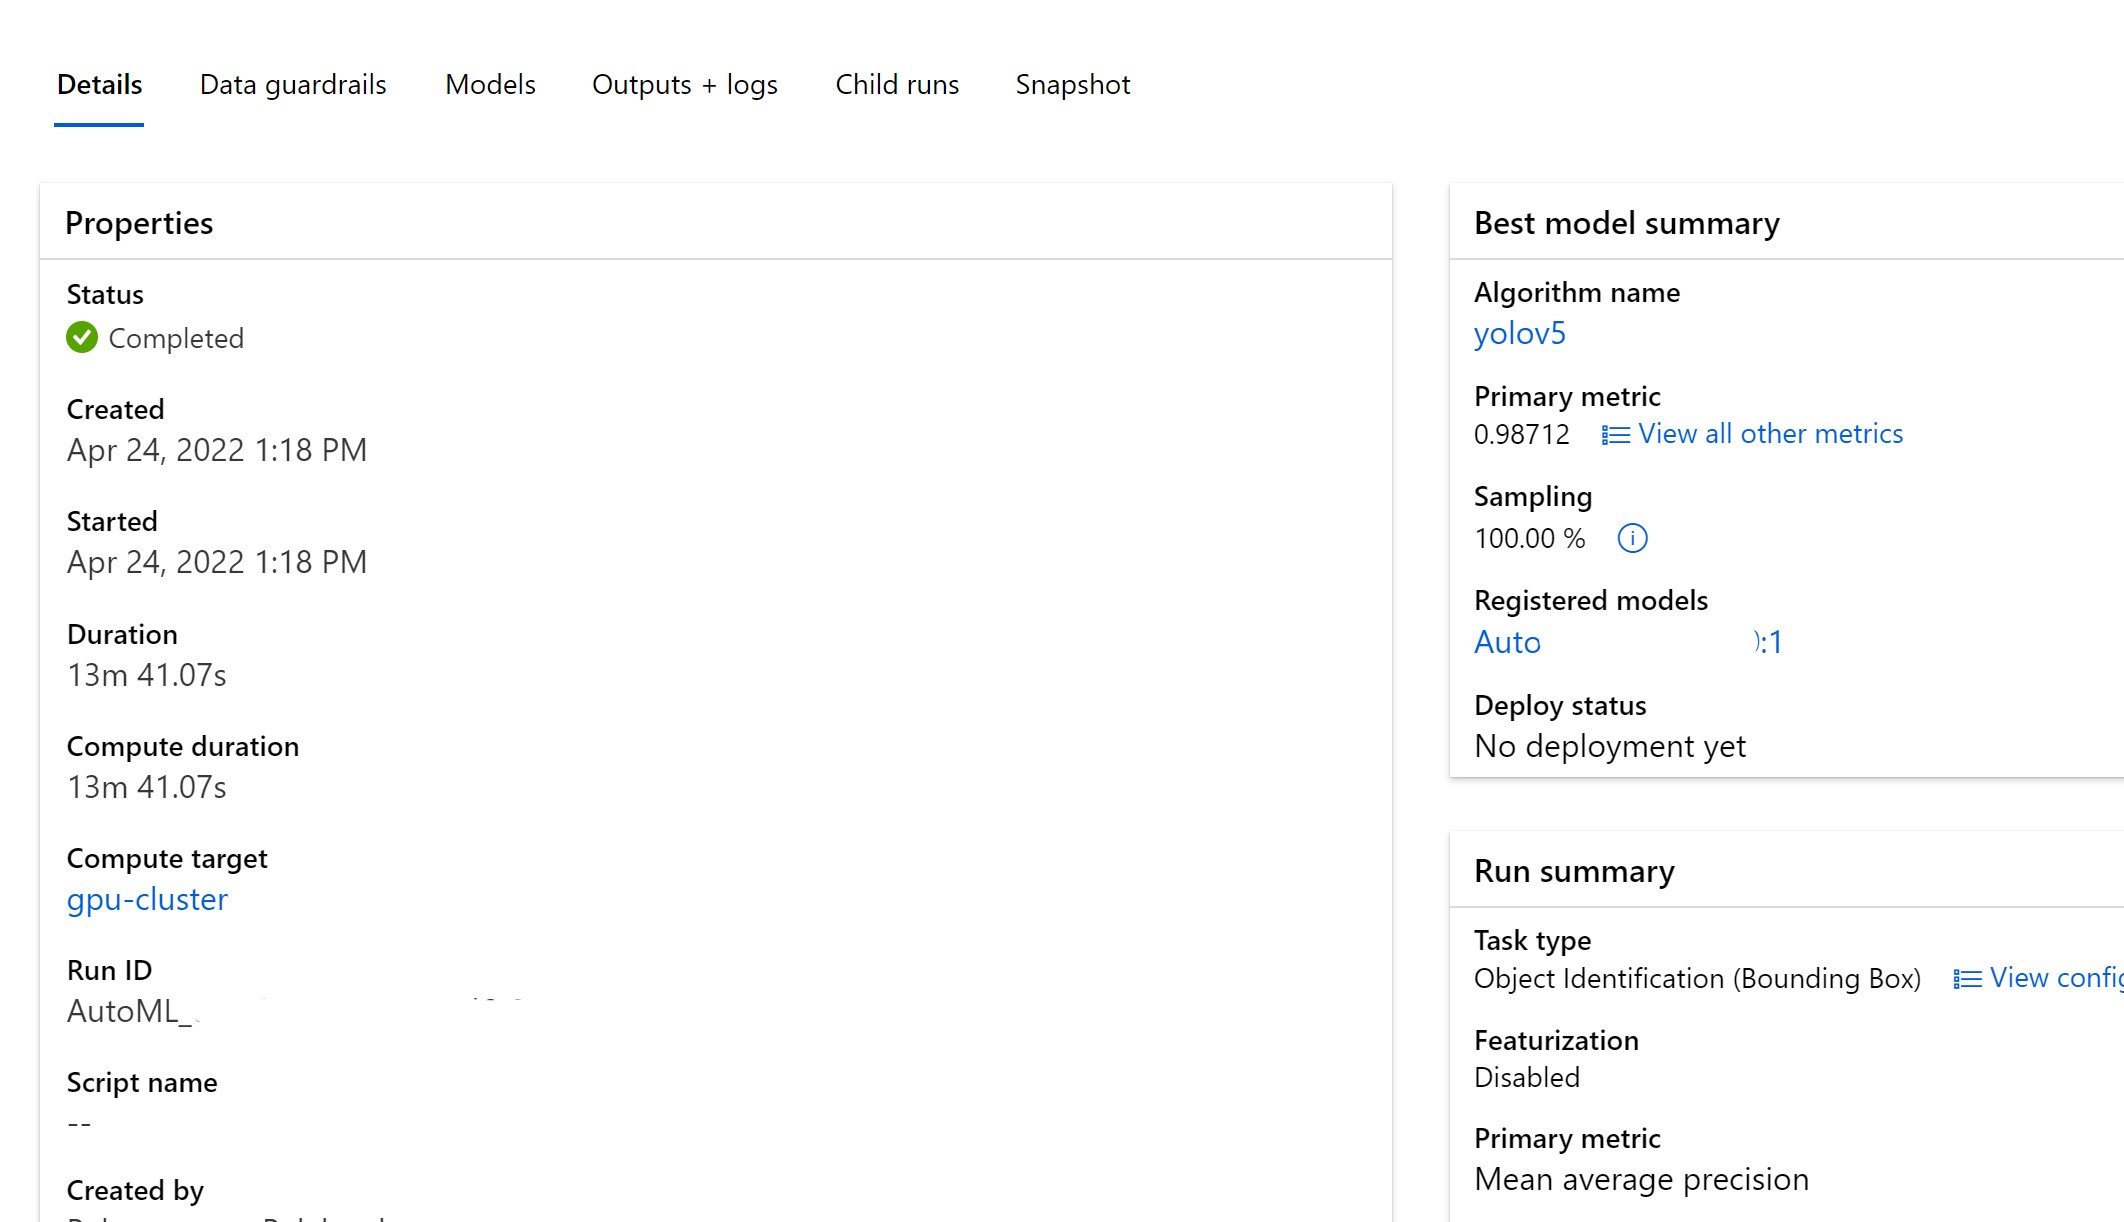 Details Data guardrails Models Outputs + logs Child runs Snapshot
Properties
Status
Completed
Created
Apr 24, 2022 1:18 PM
Started
Apr 24, 2022 1:18 PM
Duration
13m 41.07s
Compute duration
13m 41.07s
Compute target
gpu-cluster
Run ID
AutoML_
Script name
--
Created by
Best model summary
Algorithm name
yolov5
Primary metric
0.98712 View all other metrics
Sampling
100.00 %
Registered models
Auto :1
Deploy status
No deployment yet
Run summary
Task type
Object Identification (Bounding Box) View config
Featurization
Disabled
Primary metric
Mean average precision